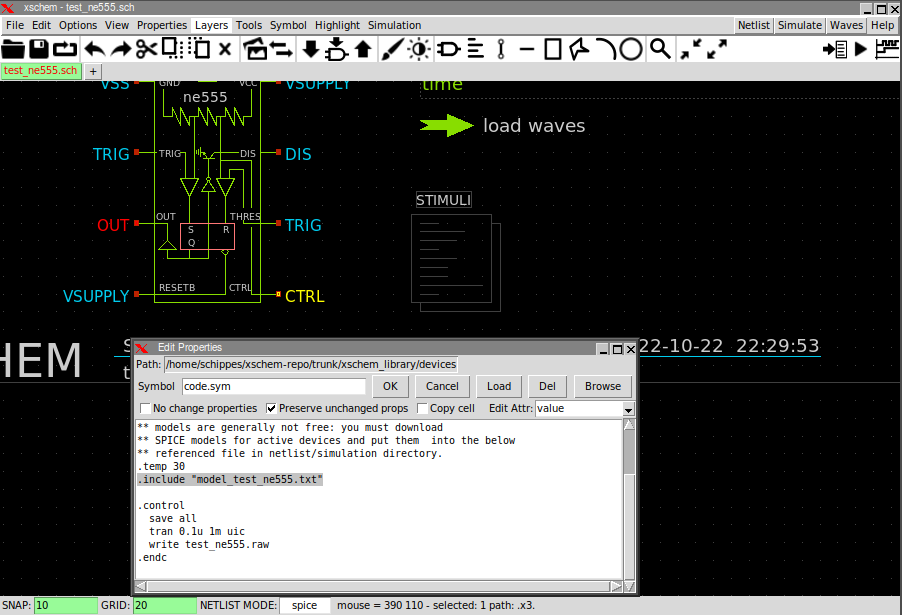 xschem - test_ne555.sch
File Edit Options View Properties Layers Tools Symbol Highlight Simulation Netlist Simulate Waves Help
test_ne555.sch +
VSS GND VCC VSUPPLY time
ne555
load waves
TRIG TRIG DIS DIS
STIMULI
OUT OUT THRES TRIG
S R
Q
VSUPPLY RESETB CTRL CTRL
HEM
22-10-22 22:29:53
Edit Properties
Path: /home/schippes/xschem-repo/trunk/xschem_library/devices
Symbol code.sym OK Cancel Load Del Browse
No change properties Preserve unchanged props Copy cell Edit Attr: value
** models are generally not free: you must download
** SPICE models for active devices and put them  into the below
** referenced file in netlist/simulation directory.
.temp 30
.include "model_test_ne555.txt"
.control
save all
tran 0.1u 1m uic
write test_ne555.raw
.endc
SNAP: 10 GRID: 20 NETLIST MODE: spice mouse = 390 110 - selected: 1 path: .x3.